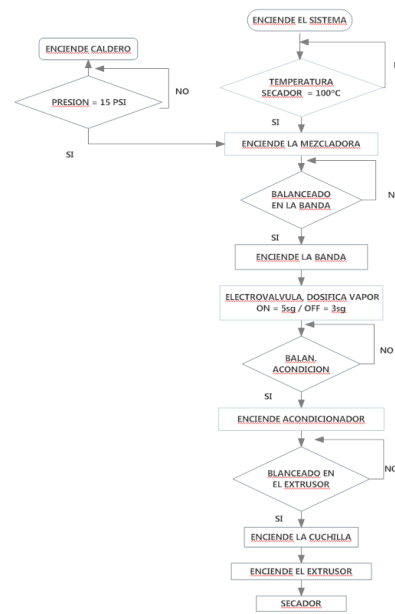 ENCIENDE EL SISTEMA
ENCIENDE CALDERO
TEMPERATURA
SECADOR = 100°C
NO
PRESION = 15 PSI
SI
SI
ENCIENDE LA MEZCLADORA
BALANCEADO
EN LA BANDA
SI
ENCIENDE LA BANDA
ELECTROVALVULA, DOSIFICA VAPOR
ON = 5sg / OFF = 3sg
NO
BALAN.
ACONDICION
SI
ENCIENDE ACONDICIONADOR
BLANCEADO EN
EL EXTRUSOR
NO
SI
ENCIENDE LA CUCHILLA
ENCIENDE EL EXTRUSOR
SECADOR